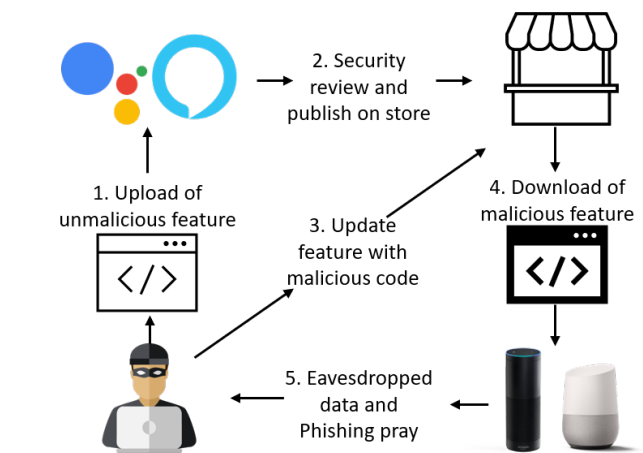 1. Upload of
unmalicious feature
2. Security
review and
publish on store
3. Update
feature with
malicious code
4. Download of
malicious feature
5. Eavesdropped
data and
Phishing pray